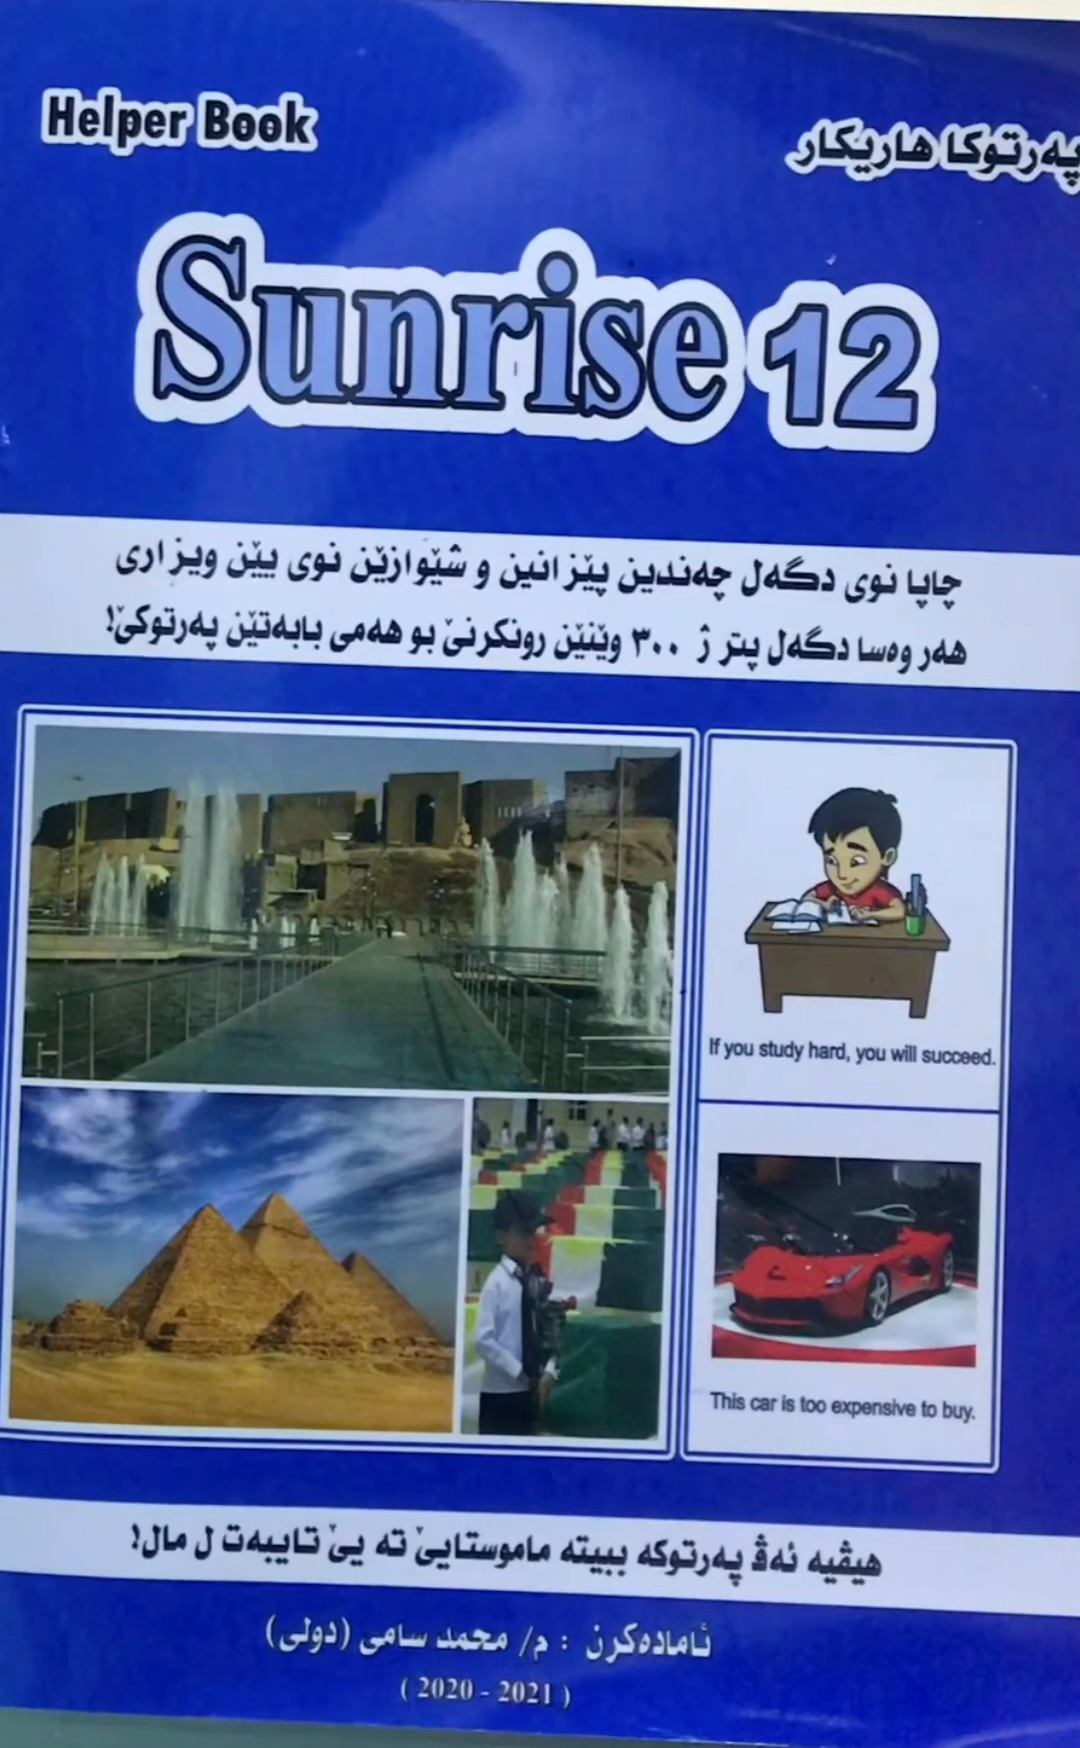 Helper Book
پەرتوکا هاریکار
Sunrise 12
چاپا نوی دگەل چەندین پێزانین و شێوازێن نوی یێن ویزاری
هەروەسا دگەل پتر ژ ٣٠٠ وێنێن رونکرنێ بو هەمی بابەتێن پەرتوکێ!
If you study hard, you will succeed.
This car is too expensive to buy.
هیڤیە ئەڤ پەرتوکە ببیتە ماموستایێ تە یێ تایبەت ل مال!
ئامادەکرن : م/ محمد سامی (دولی)
( 2020 - 2021 )